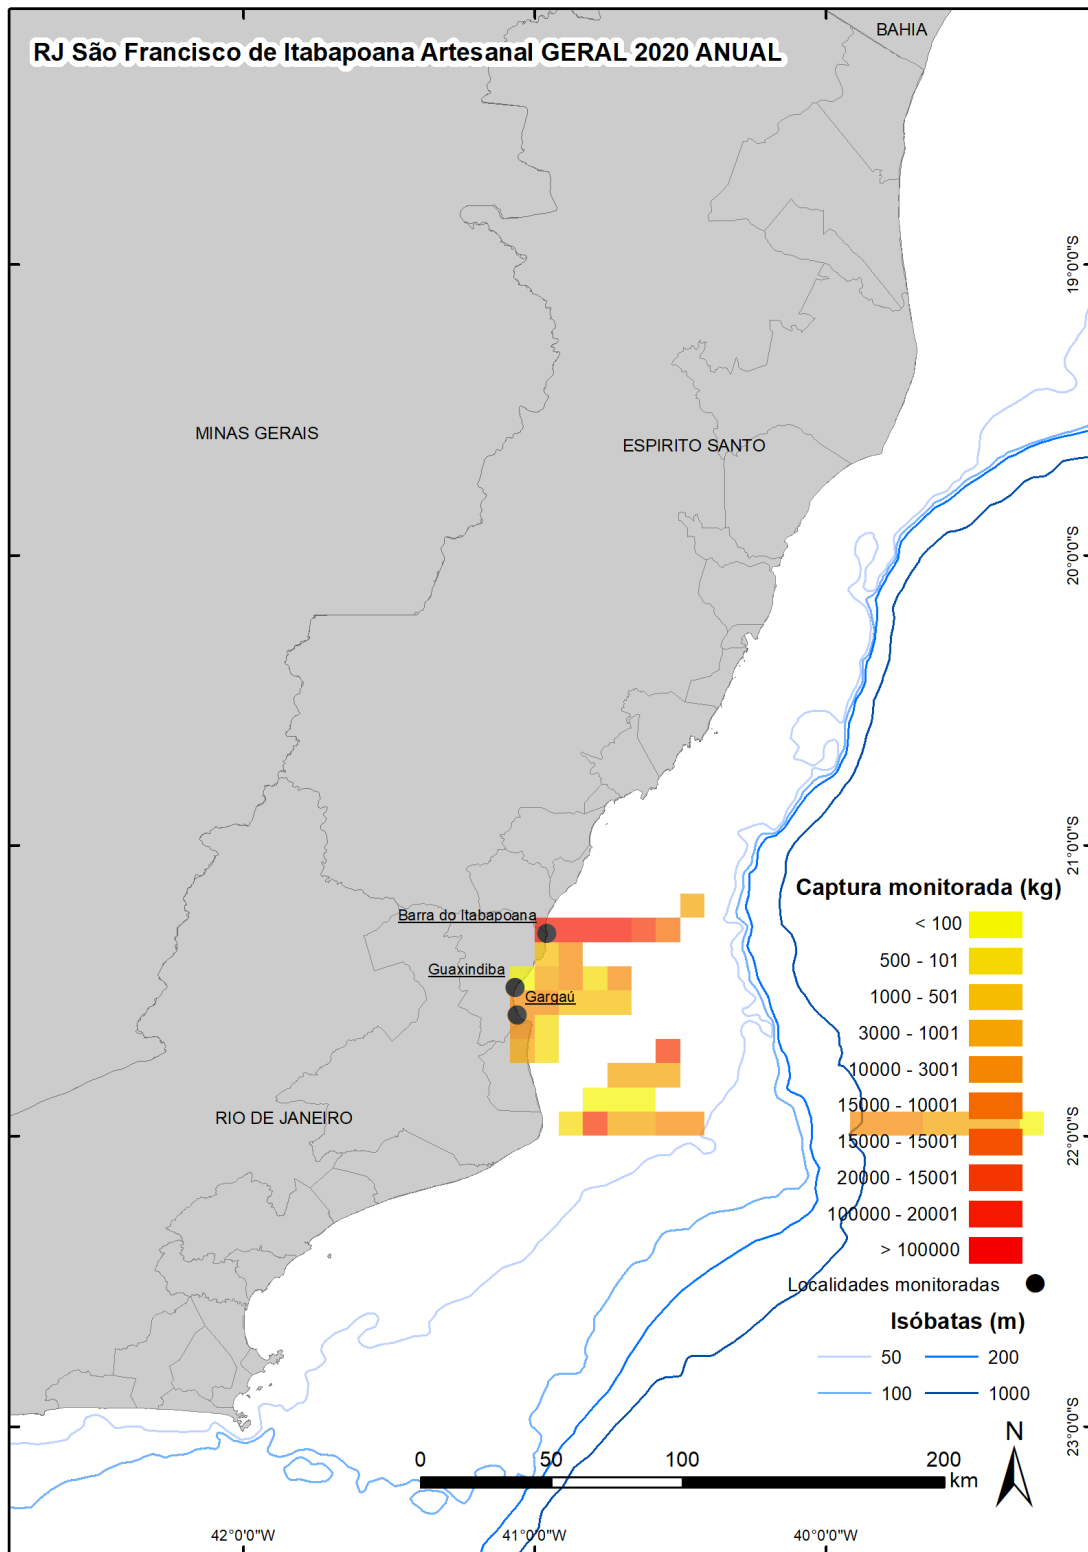 RJ São Francisco de Itabapoana Artesanal GERAL 2020 ANUAL
BAHIA
19°0'0"S
MINAS GERAIS
ESPIRITO SANTO
20°0'0"S
21°0'0"S
Captura monitorada (kg)
< 100
500 - 101
1000 - 501
3000 - 1001
10000 - 3001
15000 - 10001
15000 - 15001
20000 - 15001
100000 - 20001
> 100000
Localidades monitoradas
Barra do Itabapoana
Guaxindiba
Gargaú
RIO DE JANEIRO
22°0'0"S
Isóbatas (m)
50
200
100
1000
23°0'0"S
N
0
50
100
200
km
42°0'0"W
41°0'0"W
40°0'0"W